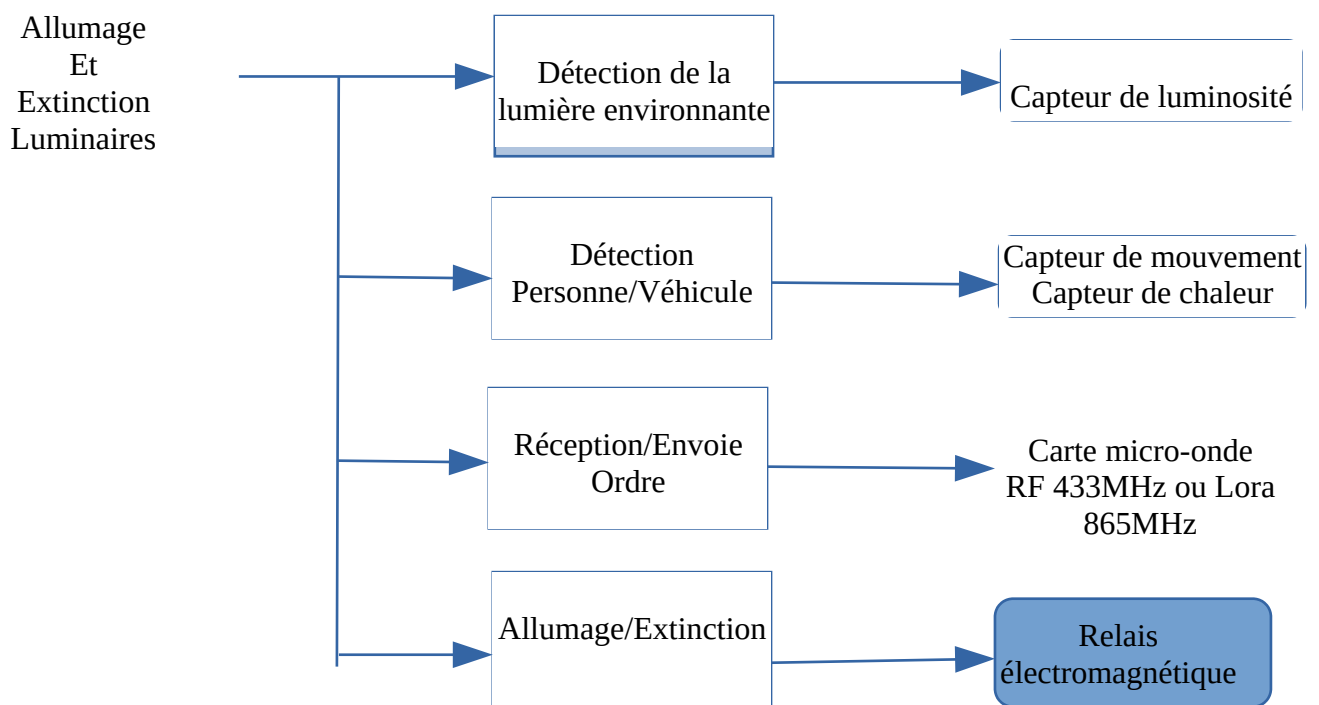 Allumage
Et
Extinction
Luminaires
Détection de la
lumière environnante
Capteur de luminosité
Détection
Personne/Véhicule
Capteur de mouvement
Capteur de chaleur
Réception/Envoie
Ordre
Carte micro-onde
RF 433MHz ou Lora
865MHz
Allumage/Extinction
Relais
électromagnétique